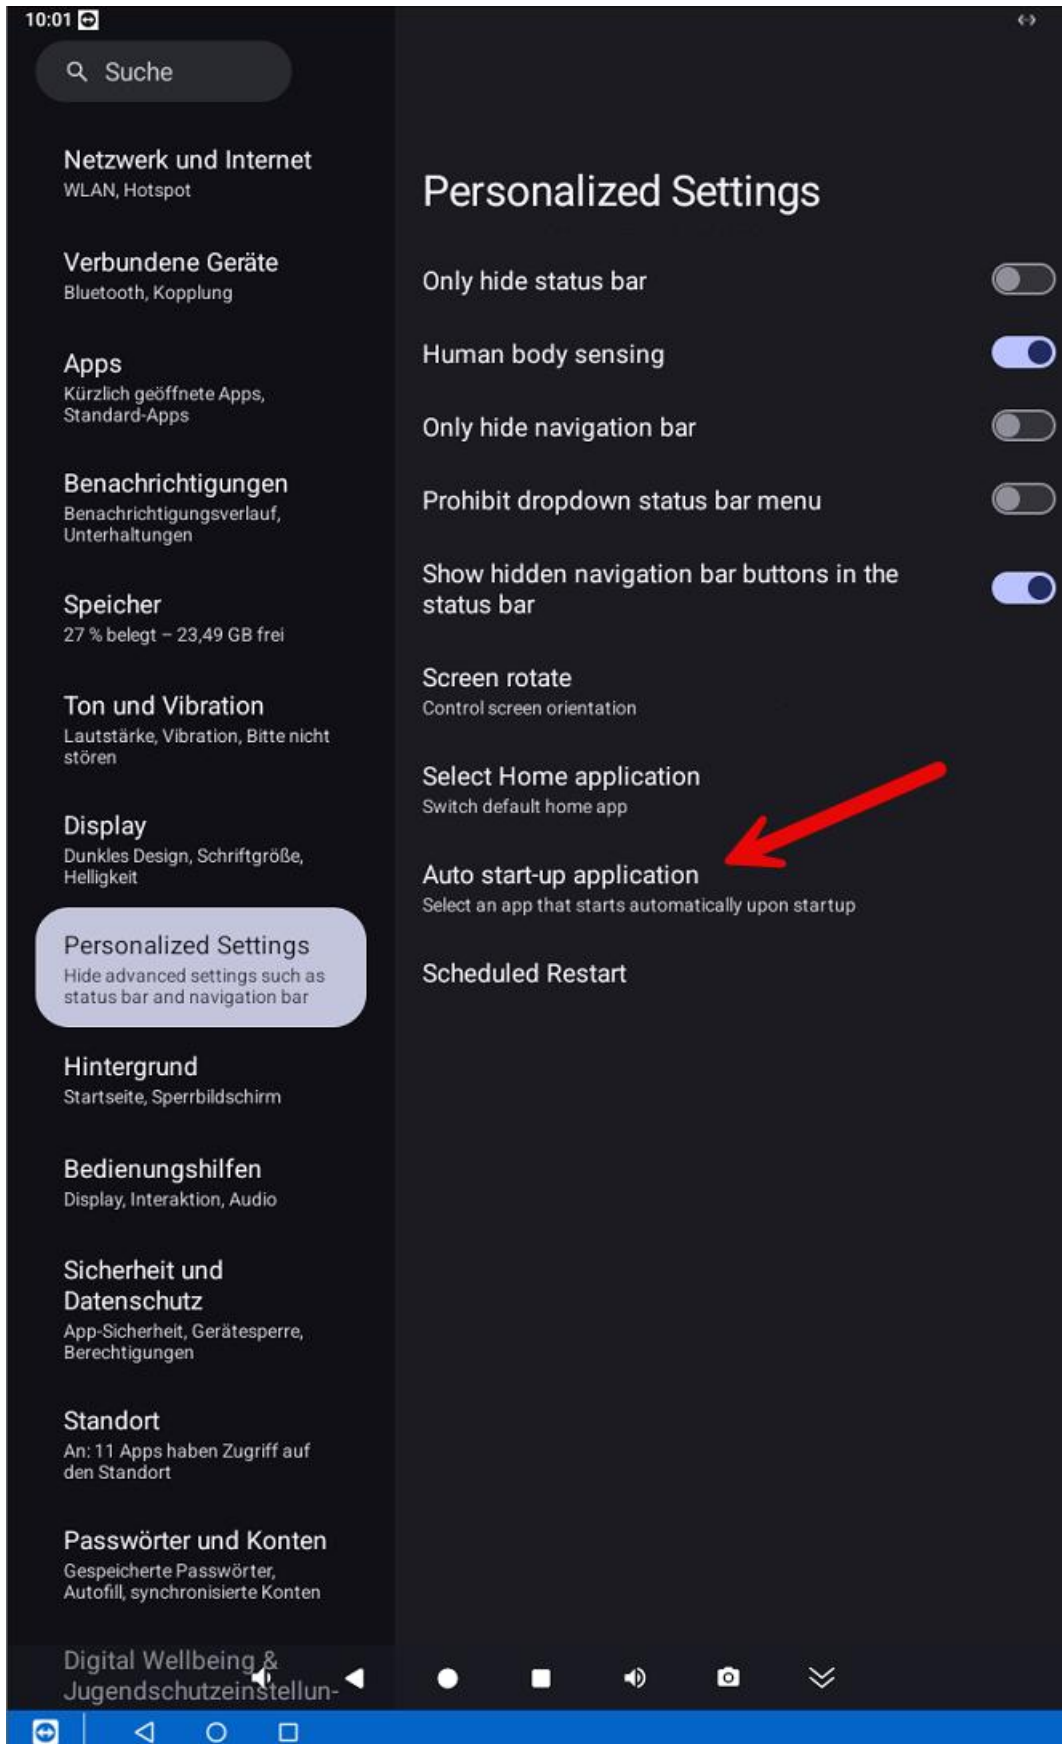 10:01
Suche
Netzwerk und Internet
WLAN, Hotspot
Verbundene Geräte
Bluetooth, Kopplung
Apps
Kürzlich geöffnete Apps,
Standard-Apps
Benachrichtigungen
Benachrichtigungsverlauf,
Unterhaltungen
Speicher
27 % belegt – 23,49 GB frei
Ton und Vibration
Lautstärke, Vibration, Bitte nicht
stören
Display
Dunkles Design, Schriftgröße,
Helligkeit
Personalized Settings
Hide advanced settings such as
status bar and navigation bar
Hintergrund
Startseite, Sperrbildschirm
Bedienungshilfen
Display, Interaktion, Audio
Sicherheit und
Datenschutz
App-Sicherheit, Gerätesperre,
Berechtigungen
Standort
An: 11 Apps haben Zugriff auf
den Standort
Passwörter und Konten
Gespeicherte Passwörter,
Autofill, synchronisierte Konten
Digital Wellbeing &
Jugendschutzeinstellun-
Personalized Settings
Only hide status bar
Human body sensing
Only hide navigation bar
Prohibit dropdown status bar menu
Show hidden navigation bar buttons in the
status bar
Screen rotate
Control screen orientation
Select Home application
Switch default home app
Auto start-up application
Select an app that starts automatically upon startup
Scheduled Restart